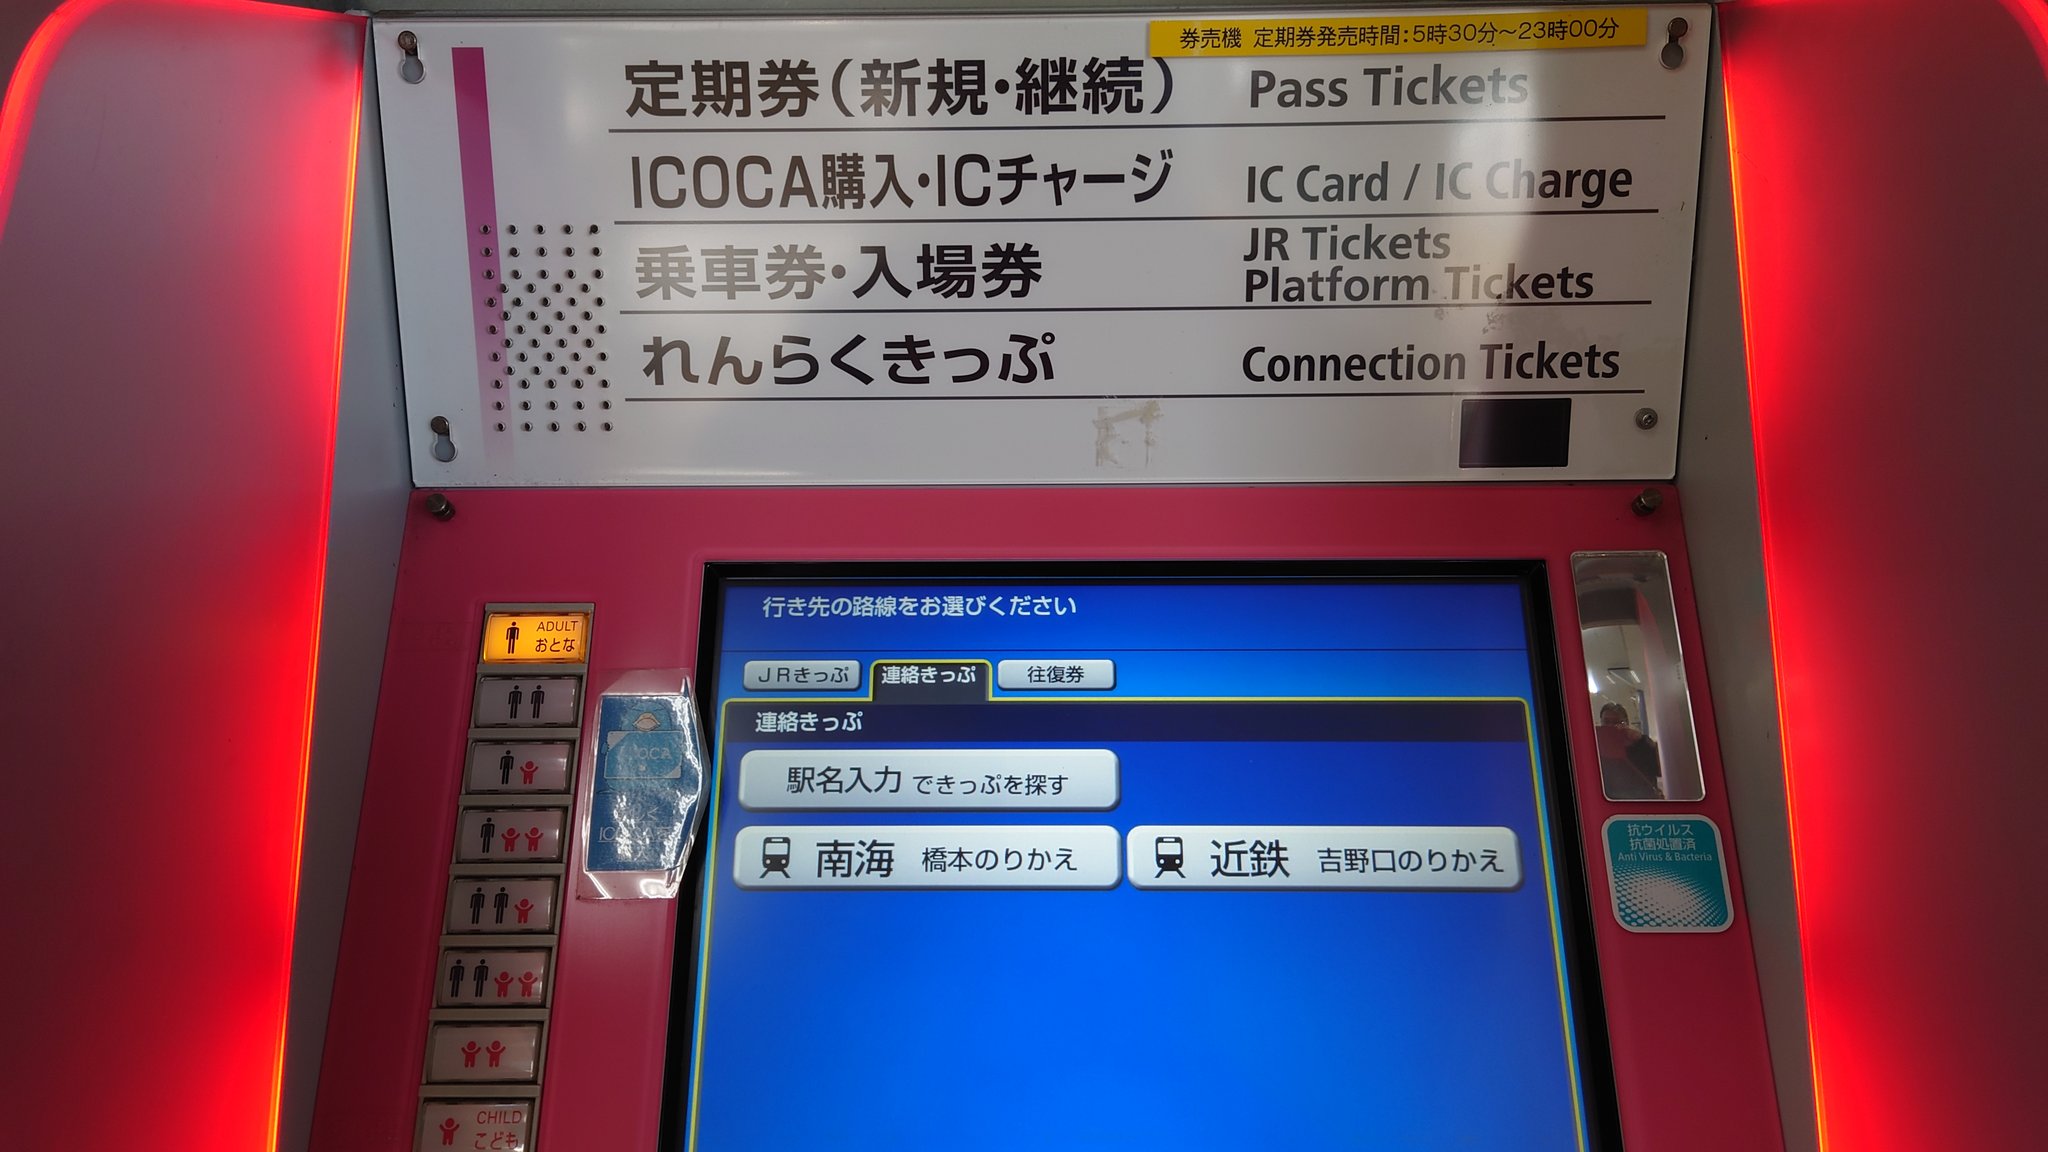 券売機 定期券発売時間:5時30分~23時00分
定期券(新規・継続) Pass Tickets
ICOCA購入・ICチャージ IC Card / IC Charge
乗車券・入場券 JR Tickets
Platform Tickets
れんらくきっぷ Connection Tickets
行き先の路線をお選びください
JRきっぷ 連絡きっぷ 往復券
連絡きっぷ
駅名入力 できっぷを探す
南海 橋本のりかえ 近鉄 吉野口のりかえ
ADULT
おとな
ICOCA
抗ウイルス
抗菌処置済
Anti Virus & Bacteria
CHILD
こども